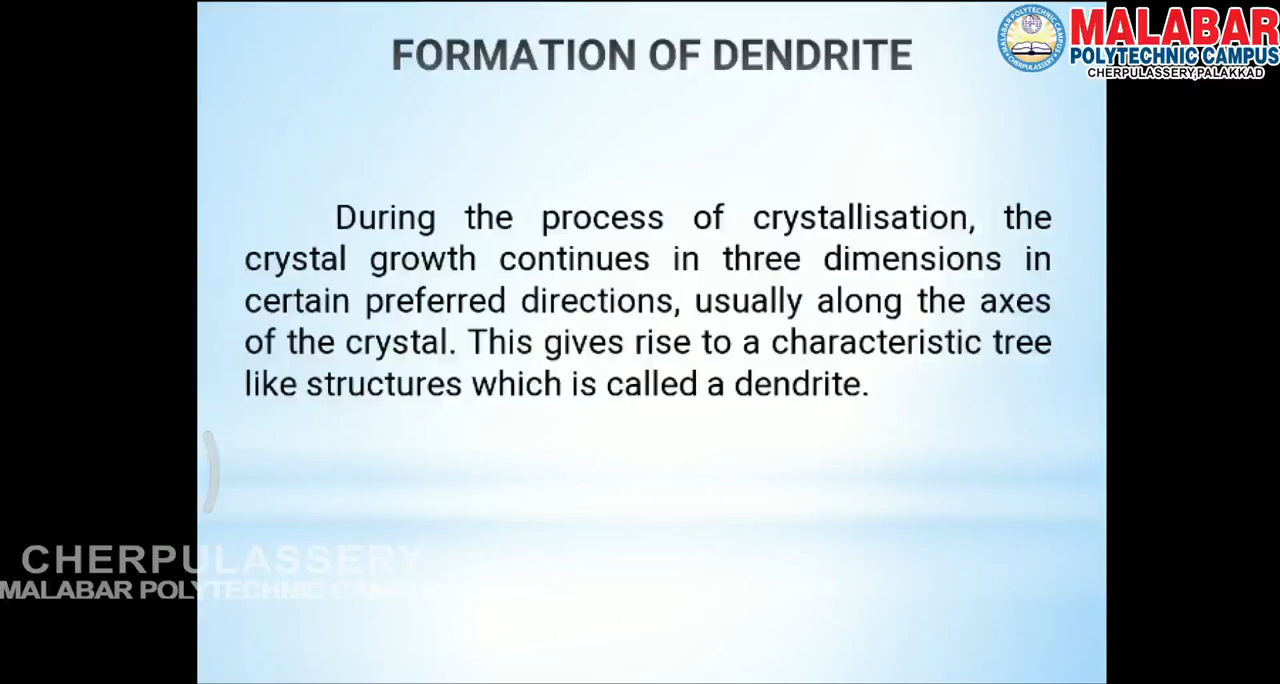 FORMATION OF DENDRITE
MALABAR
POLYTECHNIC CAMPUS
CHERPULASSERY,PALAKKAD
During the process of crystallisation, the
crystal growth continues in three dimensions in
certain preferred directions, usually along the axes
of the crystal. This gives rise to a characteristic tree
like structures which is called a dendrite.
CHERPULASSERY
MALABAR POLYTECHNIC CAMPUS